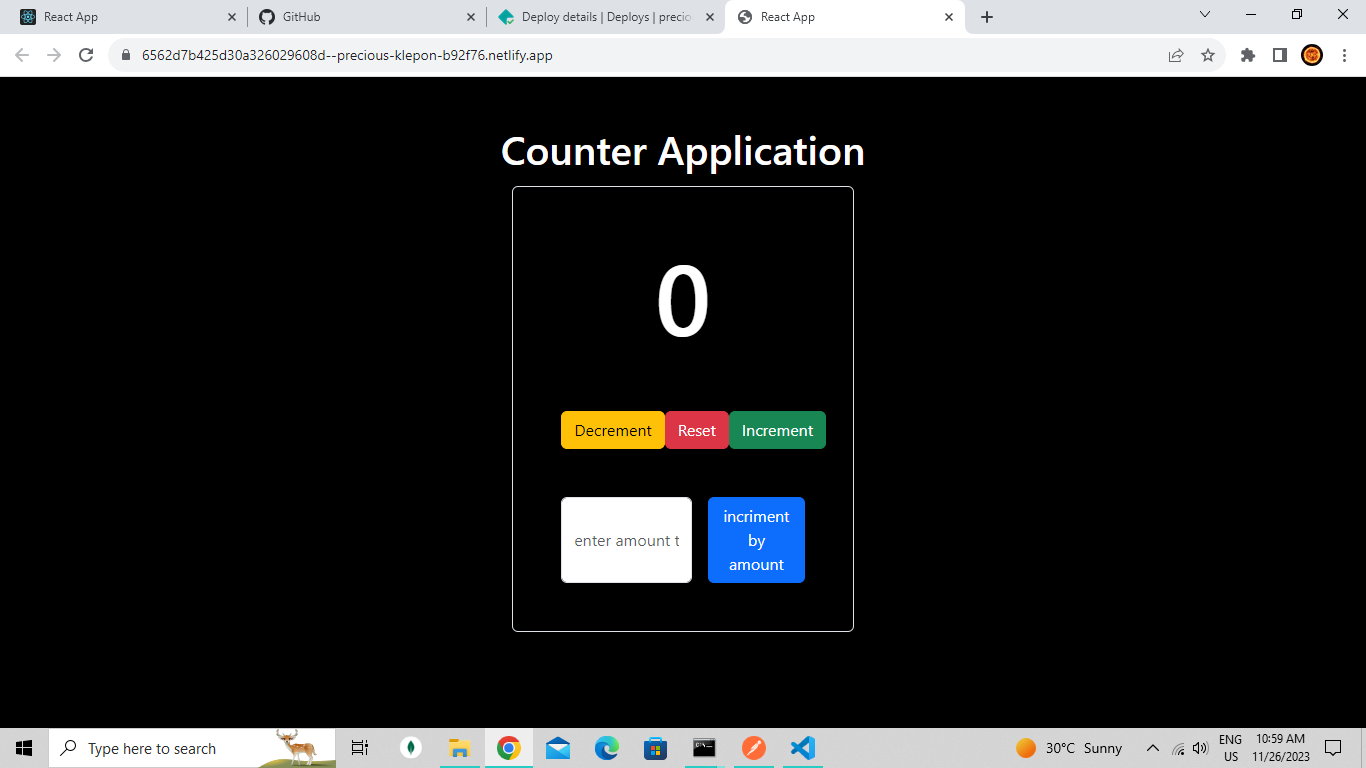 React App
GitHub
Deploy details | Deploys | precio
React App
6562d7b425d30a326029608d--precious-klepon-b92f76.netlify.app
Counter Application
0
Decrement Reset Increment
enter amount t
incriment
by
amount
Type here to search
30°C Sunny
ENG
US
10:59 AM
11/26/2023